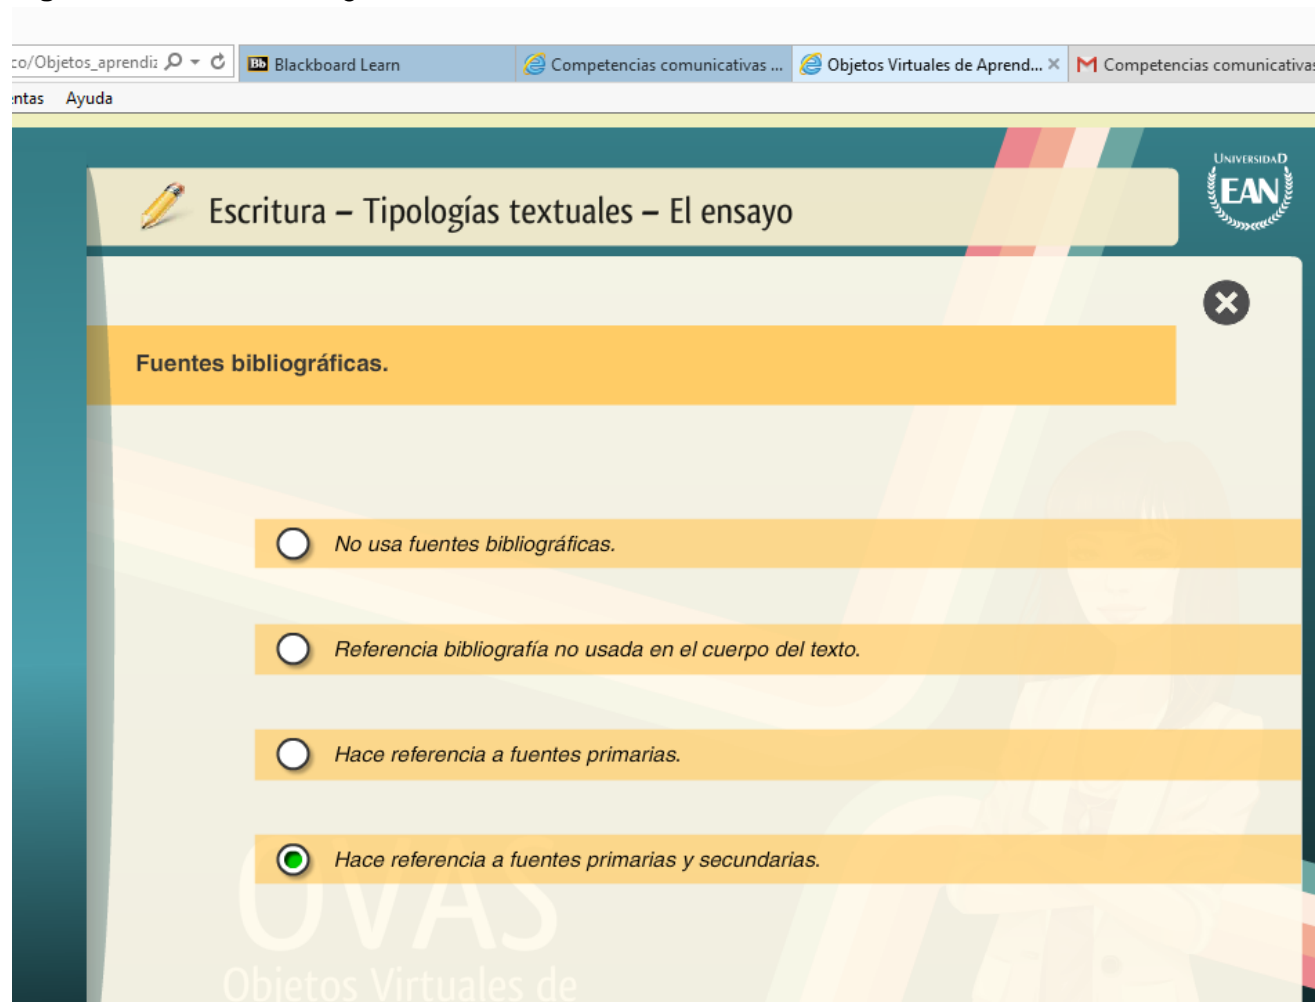 co/Objetos_aprendiz
Blackboard Learn
Competencias comunicativas ...
Objetos Virtuales de Aprend...
Competencias comunicativas
ntas Ayuda
UNIVERSIDAD
EAN
Escritura – Tipologías textuales – El ensayo
Fuentes bibliográficas.
No usa fuentes bibliográficas.
Referencia bibliografía no usada en el cuerpo del texto.
Hace referencia a fuentes primarias.
Hace referencia a fuentes primarias y secundarias.
OVAS
Objetos Virtuales de